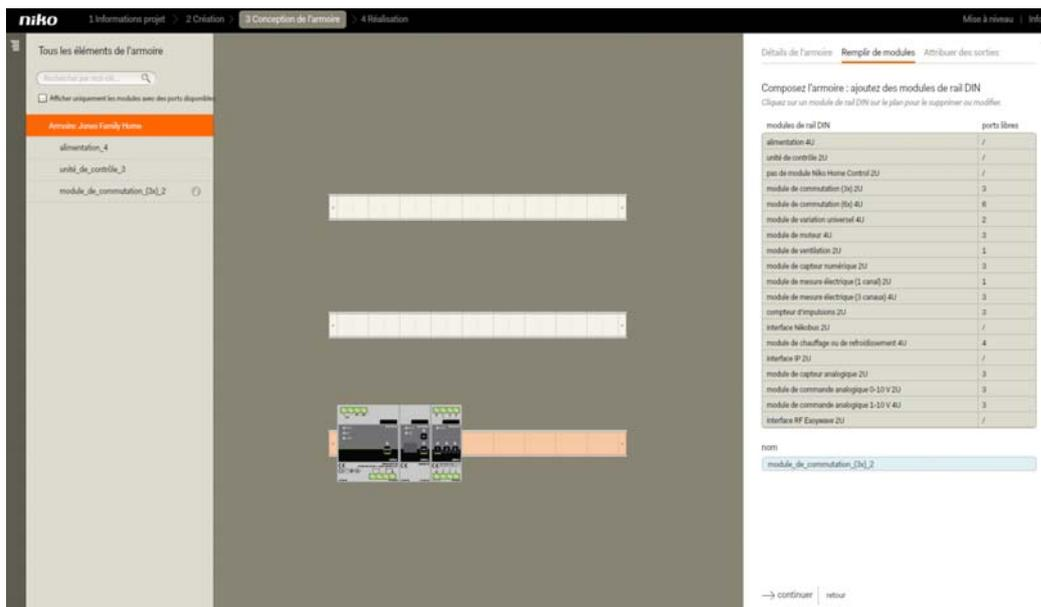 niko 1 Informations projet > 2 Création > 3 Conception de l'armoire > 4 Réalisation Mise à niveau |
Tous les éléments de l'armoire
Rechercher par mot-clé...
Afficher uniquement les modules avec des ports disponibles
Armoire: Jones Family Home
alimentation_4
unité_de_contrôle_3
module_de_commutation_(3x)_2
Détails de l'armoire Remplir de modules Attribuer des sorties
Composez l'armoire : ajoutez des modules de rail DIN
Cliquez sur un module de rail DIN sur le plan pour le supprimer ou modifier.
modules de rail DIN ports libres
alimentation 4U /
unité de contrôle 2U /
pas de module Niko Home Control 2U /
module de commutation (3x) 2U 3
module de commutation (6x) 4U 6
module de variation universel 4U 2
module de moteur 4U 3
module de ventilation 2U 1
module de capteur numérique 2U 3
module de mesure électrique (1 canal) 2U 1
module de mesure électrique (3 canaux) 4U 3
compteur d'impulsions 2U 3
interface Nikobus 2U /
module de chauffage ou de refroidissement 4U 4
interface IP 2U /
module de capteur analogique 2U 3
module de commande analogique 0-10 V 2U 3
module de commande analogique 1-10 V 4U 3
interface RF Easywave 2U /
nom
module_de_commutation_(3x)_2
continuer | retour